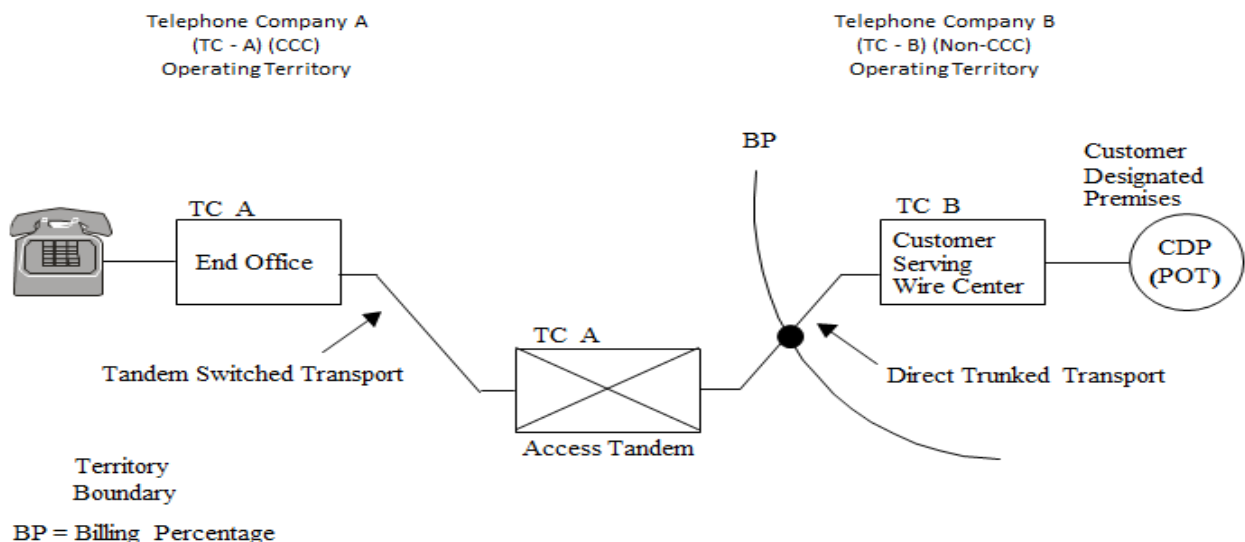 Telephone Company A
(TC - A) (CCC)
Operating Territory
Telephone Company B
(TC - B) (Non-CCC)
Operating Territory
BP
Customer
Designated
Premises
TC A
End Office
TC B
Customer
Serving
Wire Center
CDP
(POT)
TC A
Tandem Switched Transport
Direct Trunked Transport
Access Tandem
Territory
Boundary
BP = Billing Percentage